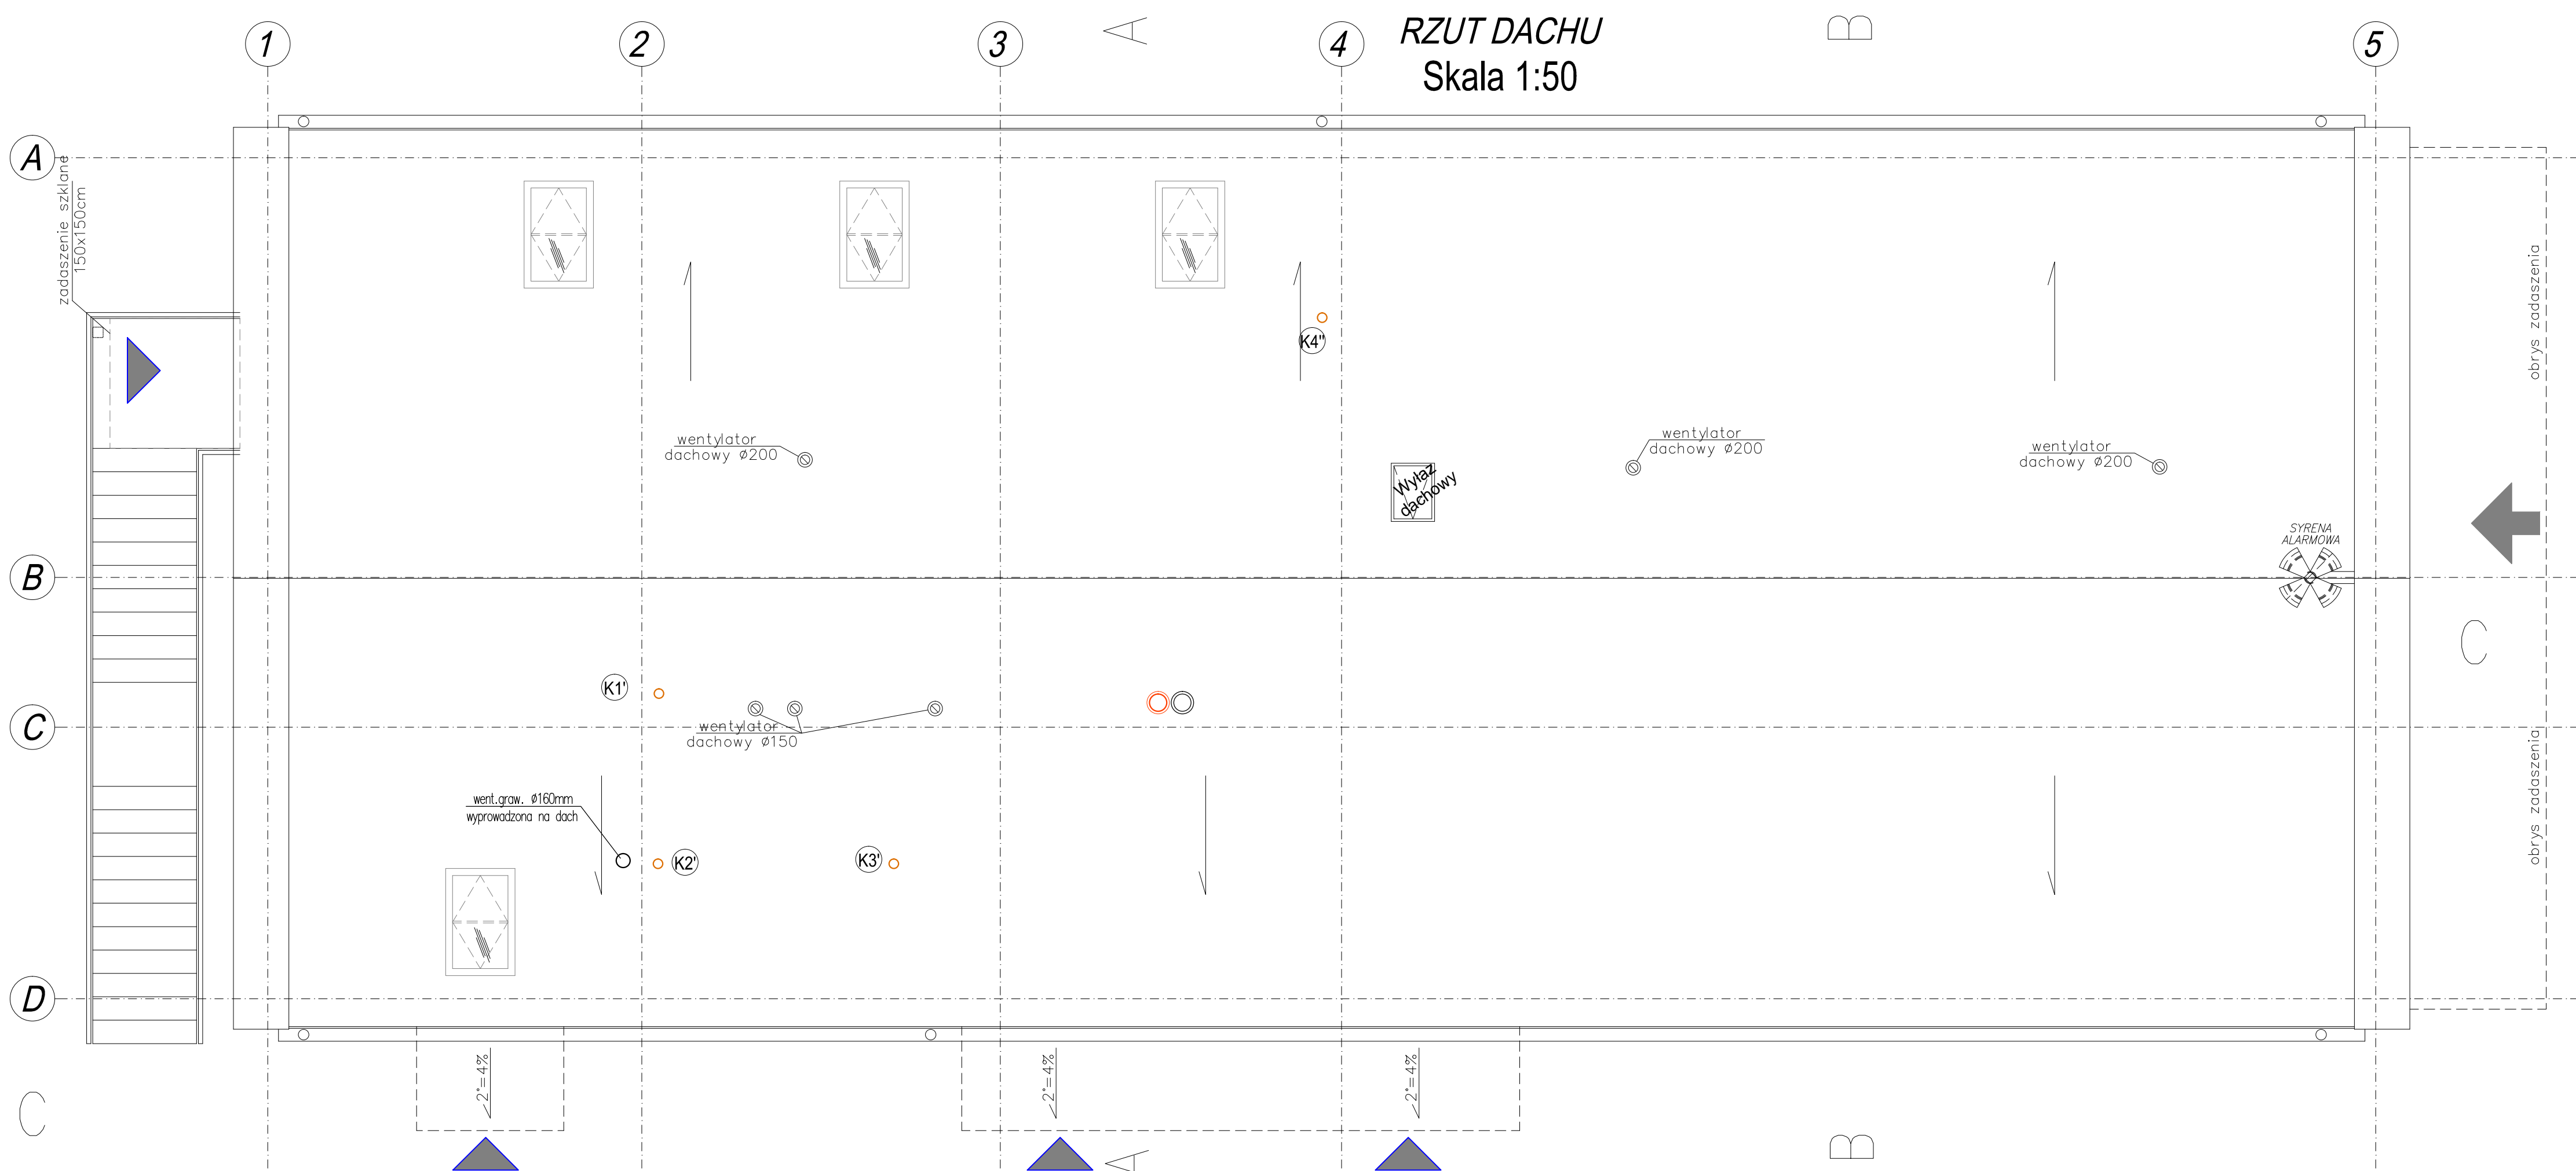 RZUT DACHU
Skala 1:50
1
2
3
A
4
B
5
A
zadaszenie szklane
150x150cm
obrys zadaszenia
K4"
wentylator
dachowy ø200
Wyłaz
dachowy
wentylator
dachowy ø200
wentylator
dachowy ø200
SYRENA
ALARMOWA
B
C
K1'
wentylator
dachowy ø150
C
obrys zadaszenia
went.graw. ø160mm
wyprowadzona na dach
K2'
K3'
D
2°=4%
2°=4%
2°=4%
C
A
B